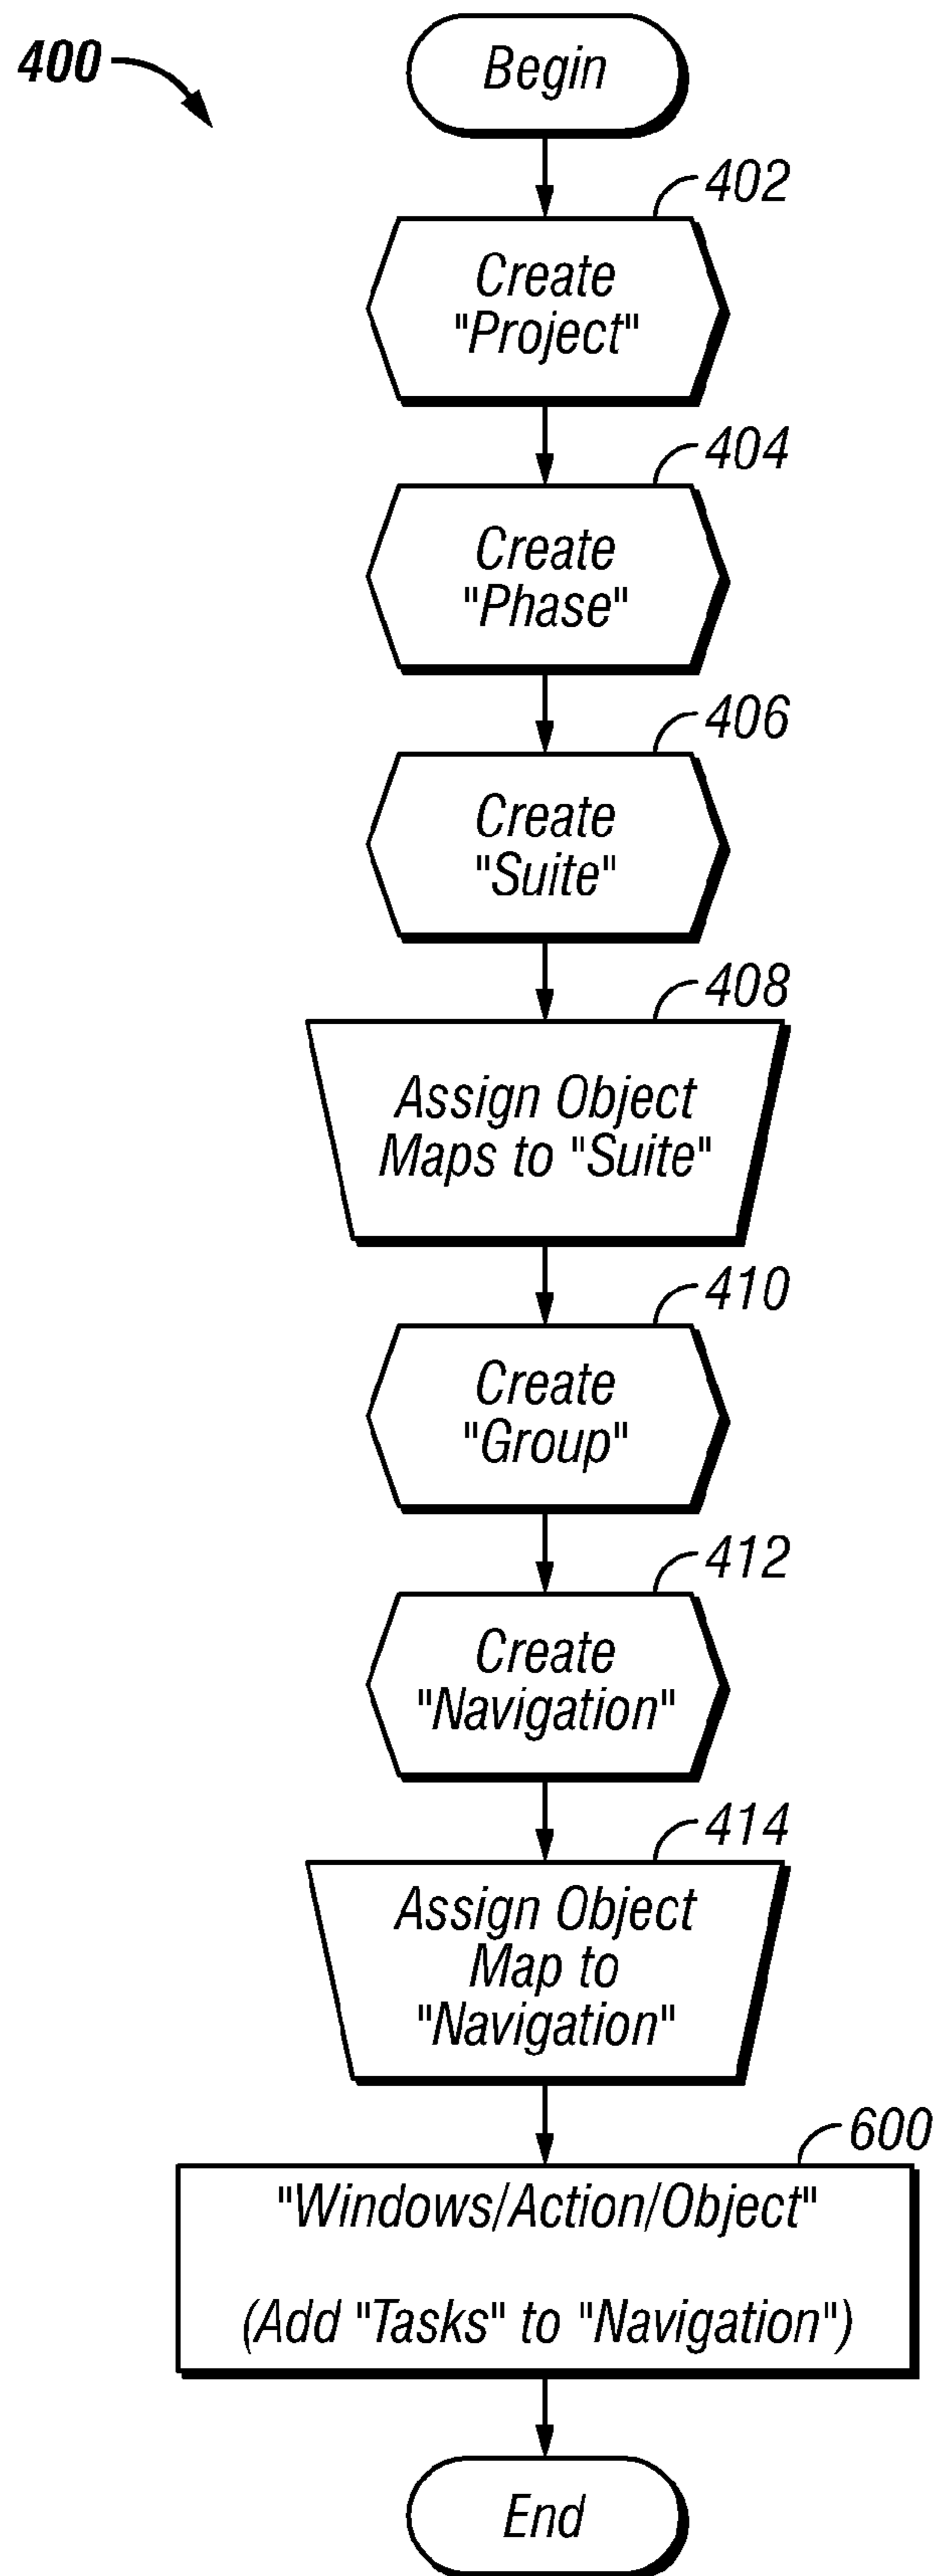 400
Begin
402
Create
"Project"
404
Create
"Phase"
406
Create
"Suite"
408
Assign Object
Maps to "Suite"
410
Create
"Group"
412
Create
"Navigation"
414
Assign Object
Map to
"Navigation"
600
"Windows/Action/Object"
(Add "Tasks" to "Navigation")
End